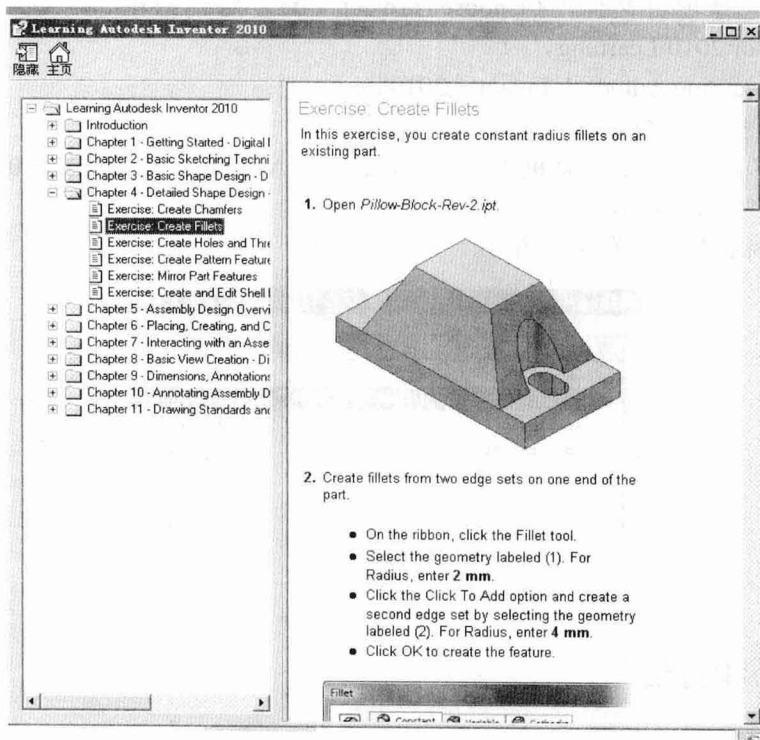 Learning Autodesk Inventor 2010
隐藏 主页
Learning Autodesk Inventor 2010
Introduction
Chapter 1 - Getting Started - Digital
Chapter 2 - Basic Sketching Techni
Chapter 3 - Basic Shape Design - D
Chapter 4 - Detailed Shape Design -
Exercise: Create Chamfers
Exercise: Create Fillets
Exercise: Create Holes and Thre
Exercise: Create Pattern Feature
Exercise: Mirror Part Features
Exercise: Create and Edit Shell
Chapter 5 - Assembly Design Overvi
Chapter 6 - Placing, Creating, and C
Chapter 7 - Interacting with an Asse
Chapter 8 - Basic View Creation - Di
Chapter 9 - Dimensions, Annotations
Chapter 10 - Annotating Assembly D
Chapter 11 - Drawing Standards and
Exercise: Create Fillets
In this exercise, you create constant radius fillets on an
existing part.
1. Open Pillow-Block-Rev-2.ipt.
2. Create fillets from two edge sets on one end of the
part.
• On the ribbon, click the Fillet tool.
• Select the geometry labeled (1). For
Radius, enter 2 mm.
• Click the Click To Add option and create a
second edge set by selecting the geometry
labeled (2). For Radius, enter 4 mm.
• Click OK to create the feature.
Fillet
Constant Variable